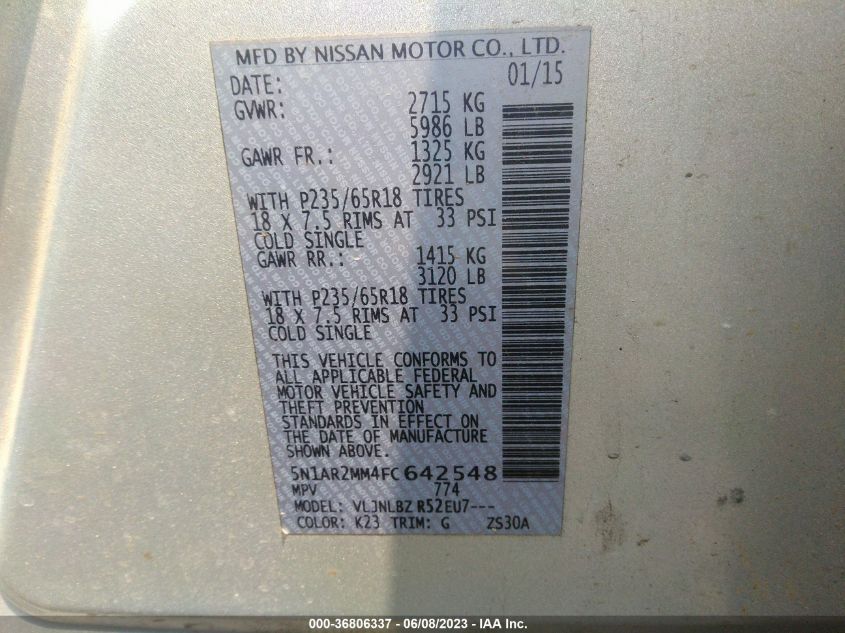 MFD BY NISSAN MOTOR CO., LTD.
DATE: 01/15
GVWR: 2715 KG
5986 LB
GAWR FR.: 1325 KG
2921 LB
WITH P235/65R18 TIRES
18 X 7.5 RIMS AT 33 PSI
COLD SINGLE
GAWR RR.: 1415 KG
3120 LB
WITH P235/65R18 TIRES
18 X 7.5 RIMS AT 33 PSI
COLD SINGLE
THIS VEHICLE CONFORMS TO
ALL APPLICABLE FEDERAL
MOTOR VEHICLE SAFETY AND
THEFT PREVENTION
STANDARDS IN EFFECT ON
THE DATE OF MANUFACTURE
SHOWN ABOVE.
5N1AR2MM4FC642548
MPV 774
MODEL: VLJNLBZ R52EU7---
COLOR: K23 TRIM: G ZS30A
000-36806337 - 06/08/2023 - IAA Inc.